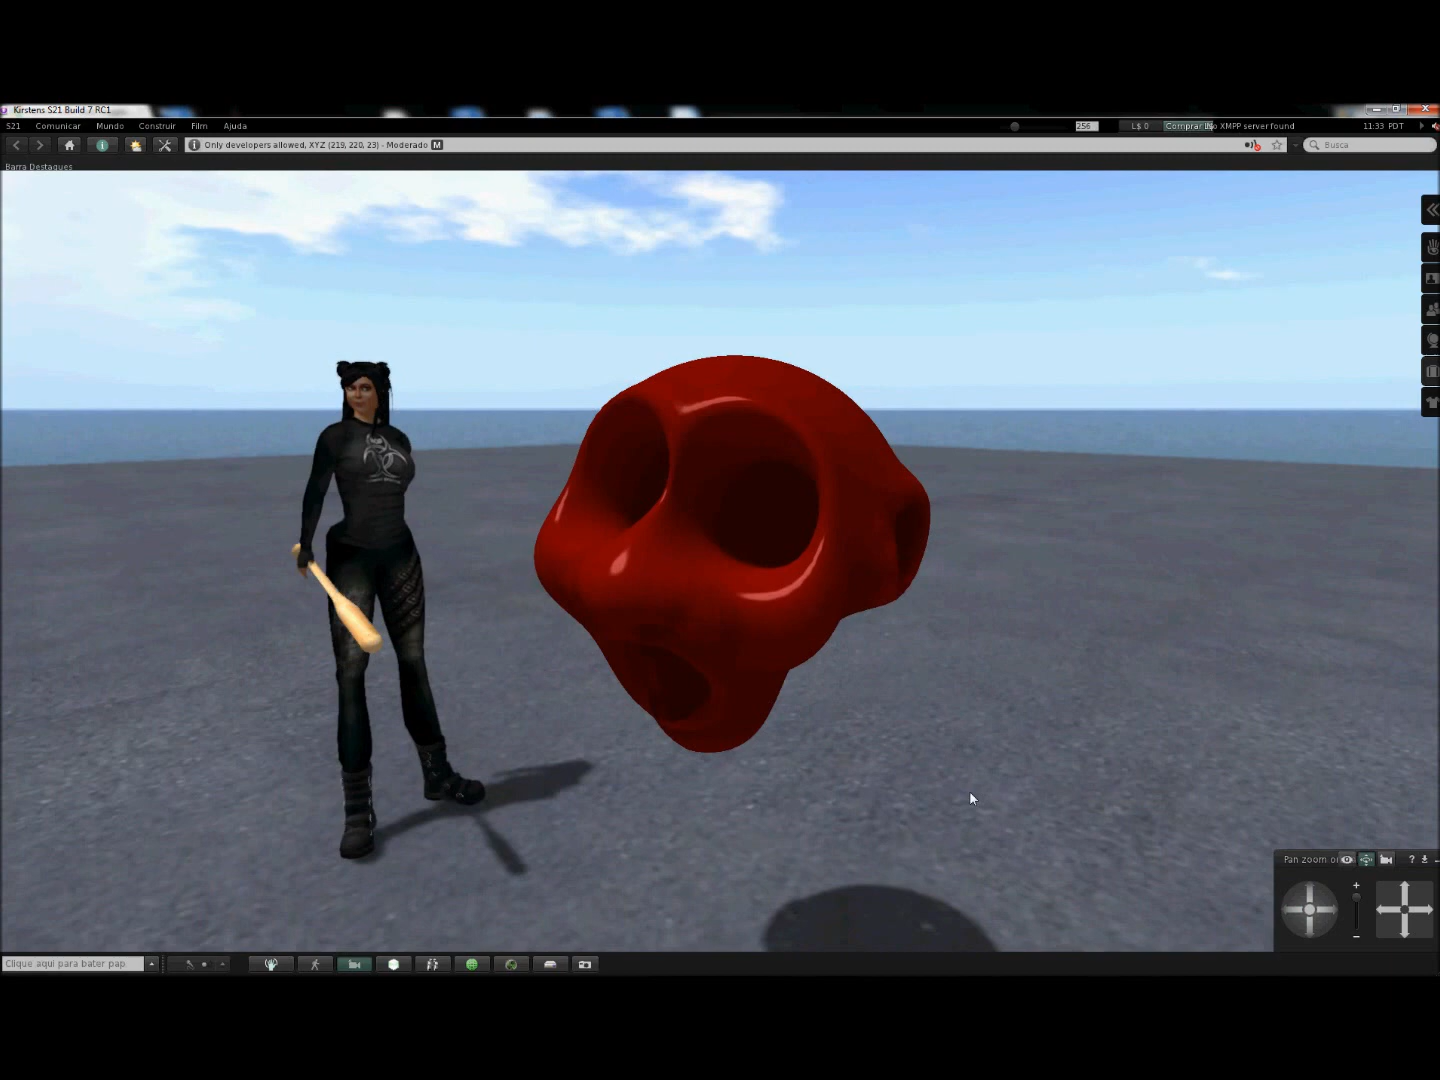 Kirstens S21 Build 7 RC1
S21 Comunicar Mundo Construir Film Ajuda 256 L$ 0 Comprar L$ No XMPP server found 11:33 PDT
Only developers allowed, XYZ (219, 220, 23) - Moderado M Busca
Barra Destaques
Pan zoom or ?
Clique aqui para bater pap